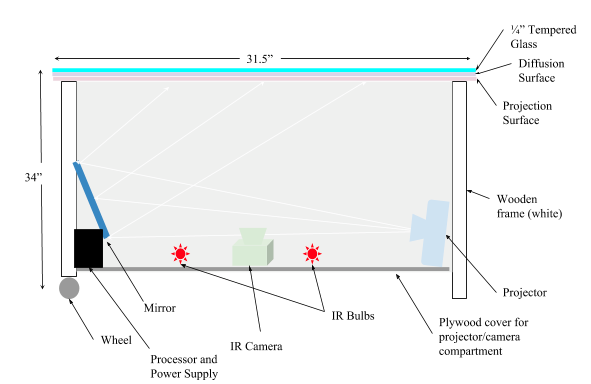 ¼” Tempered
Glass
31.5”
Diffusion
Surface
Projection
Surface
34”
Wooden
frame (white)
Projector
Mirror
IR Bulbs
Wheel
IR Camera
Plywood cover for
projector/camera
compartment
Processor and
Power Supply